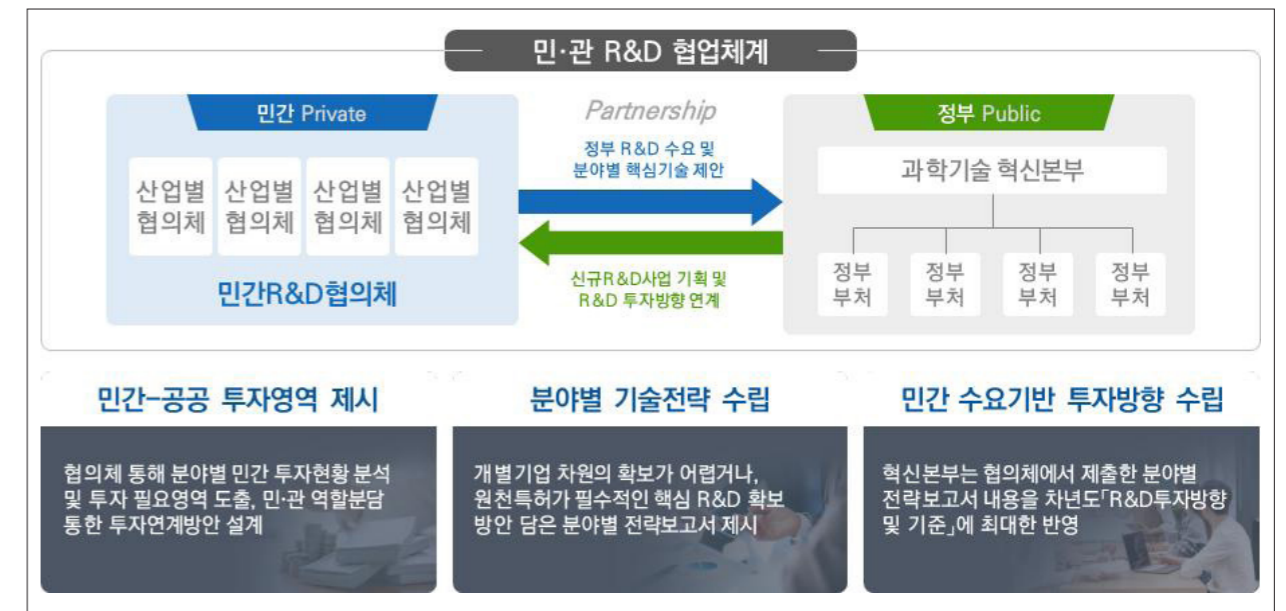 민·관 R&D 협업체계
민간 Private
산업별 산업별 산업별 산업별
협의체 협의체 협의체 협의체
민간R&D협의체
Partnership
정부 R&D 수요 및
분야별 핵심기술 제안
신규R&D사업 기획 및
R&D 투자방향 연계
정부 Public
과학기술 혁신본부
정부 정부 정부 정부
부처 부처 부처 부처
민간-공공 투자영역 제시
협의체 통해 분야별 민간 투자현황 분석
및 투자 필요영역 도출, 민·관 역할분담
통한 투자연계방안 설계
분야별 기술전략 수립
개별기업 차원의 확보가 어렵거나,
원천특허가 필수적인 핵심 R&D 확보
방안 담은 분야별 전략보고서 제시
민간 수요기반 투자방향 수립
혁신본부는 협의체에서 제출한 분야별
전략보고서 내용을 차년도「R&D투자방향
및 기준」에 최대한 반영